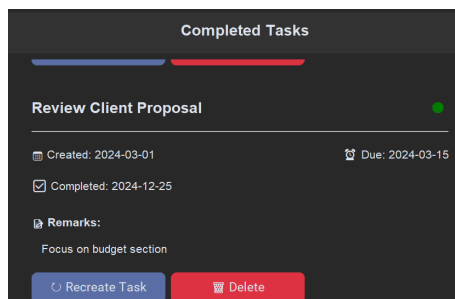 Completed Tasks
Review Client Proposal
Created: 2024-03-01 Due: 2024-03-15
Completed: 2024-12-25
Remarks:
Focus on budget section
Recreate Task Delete